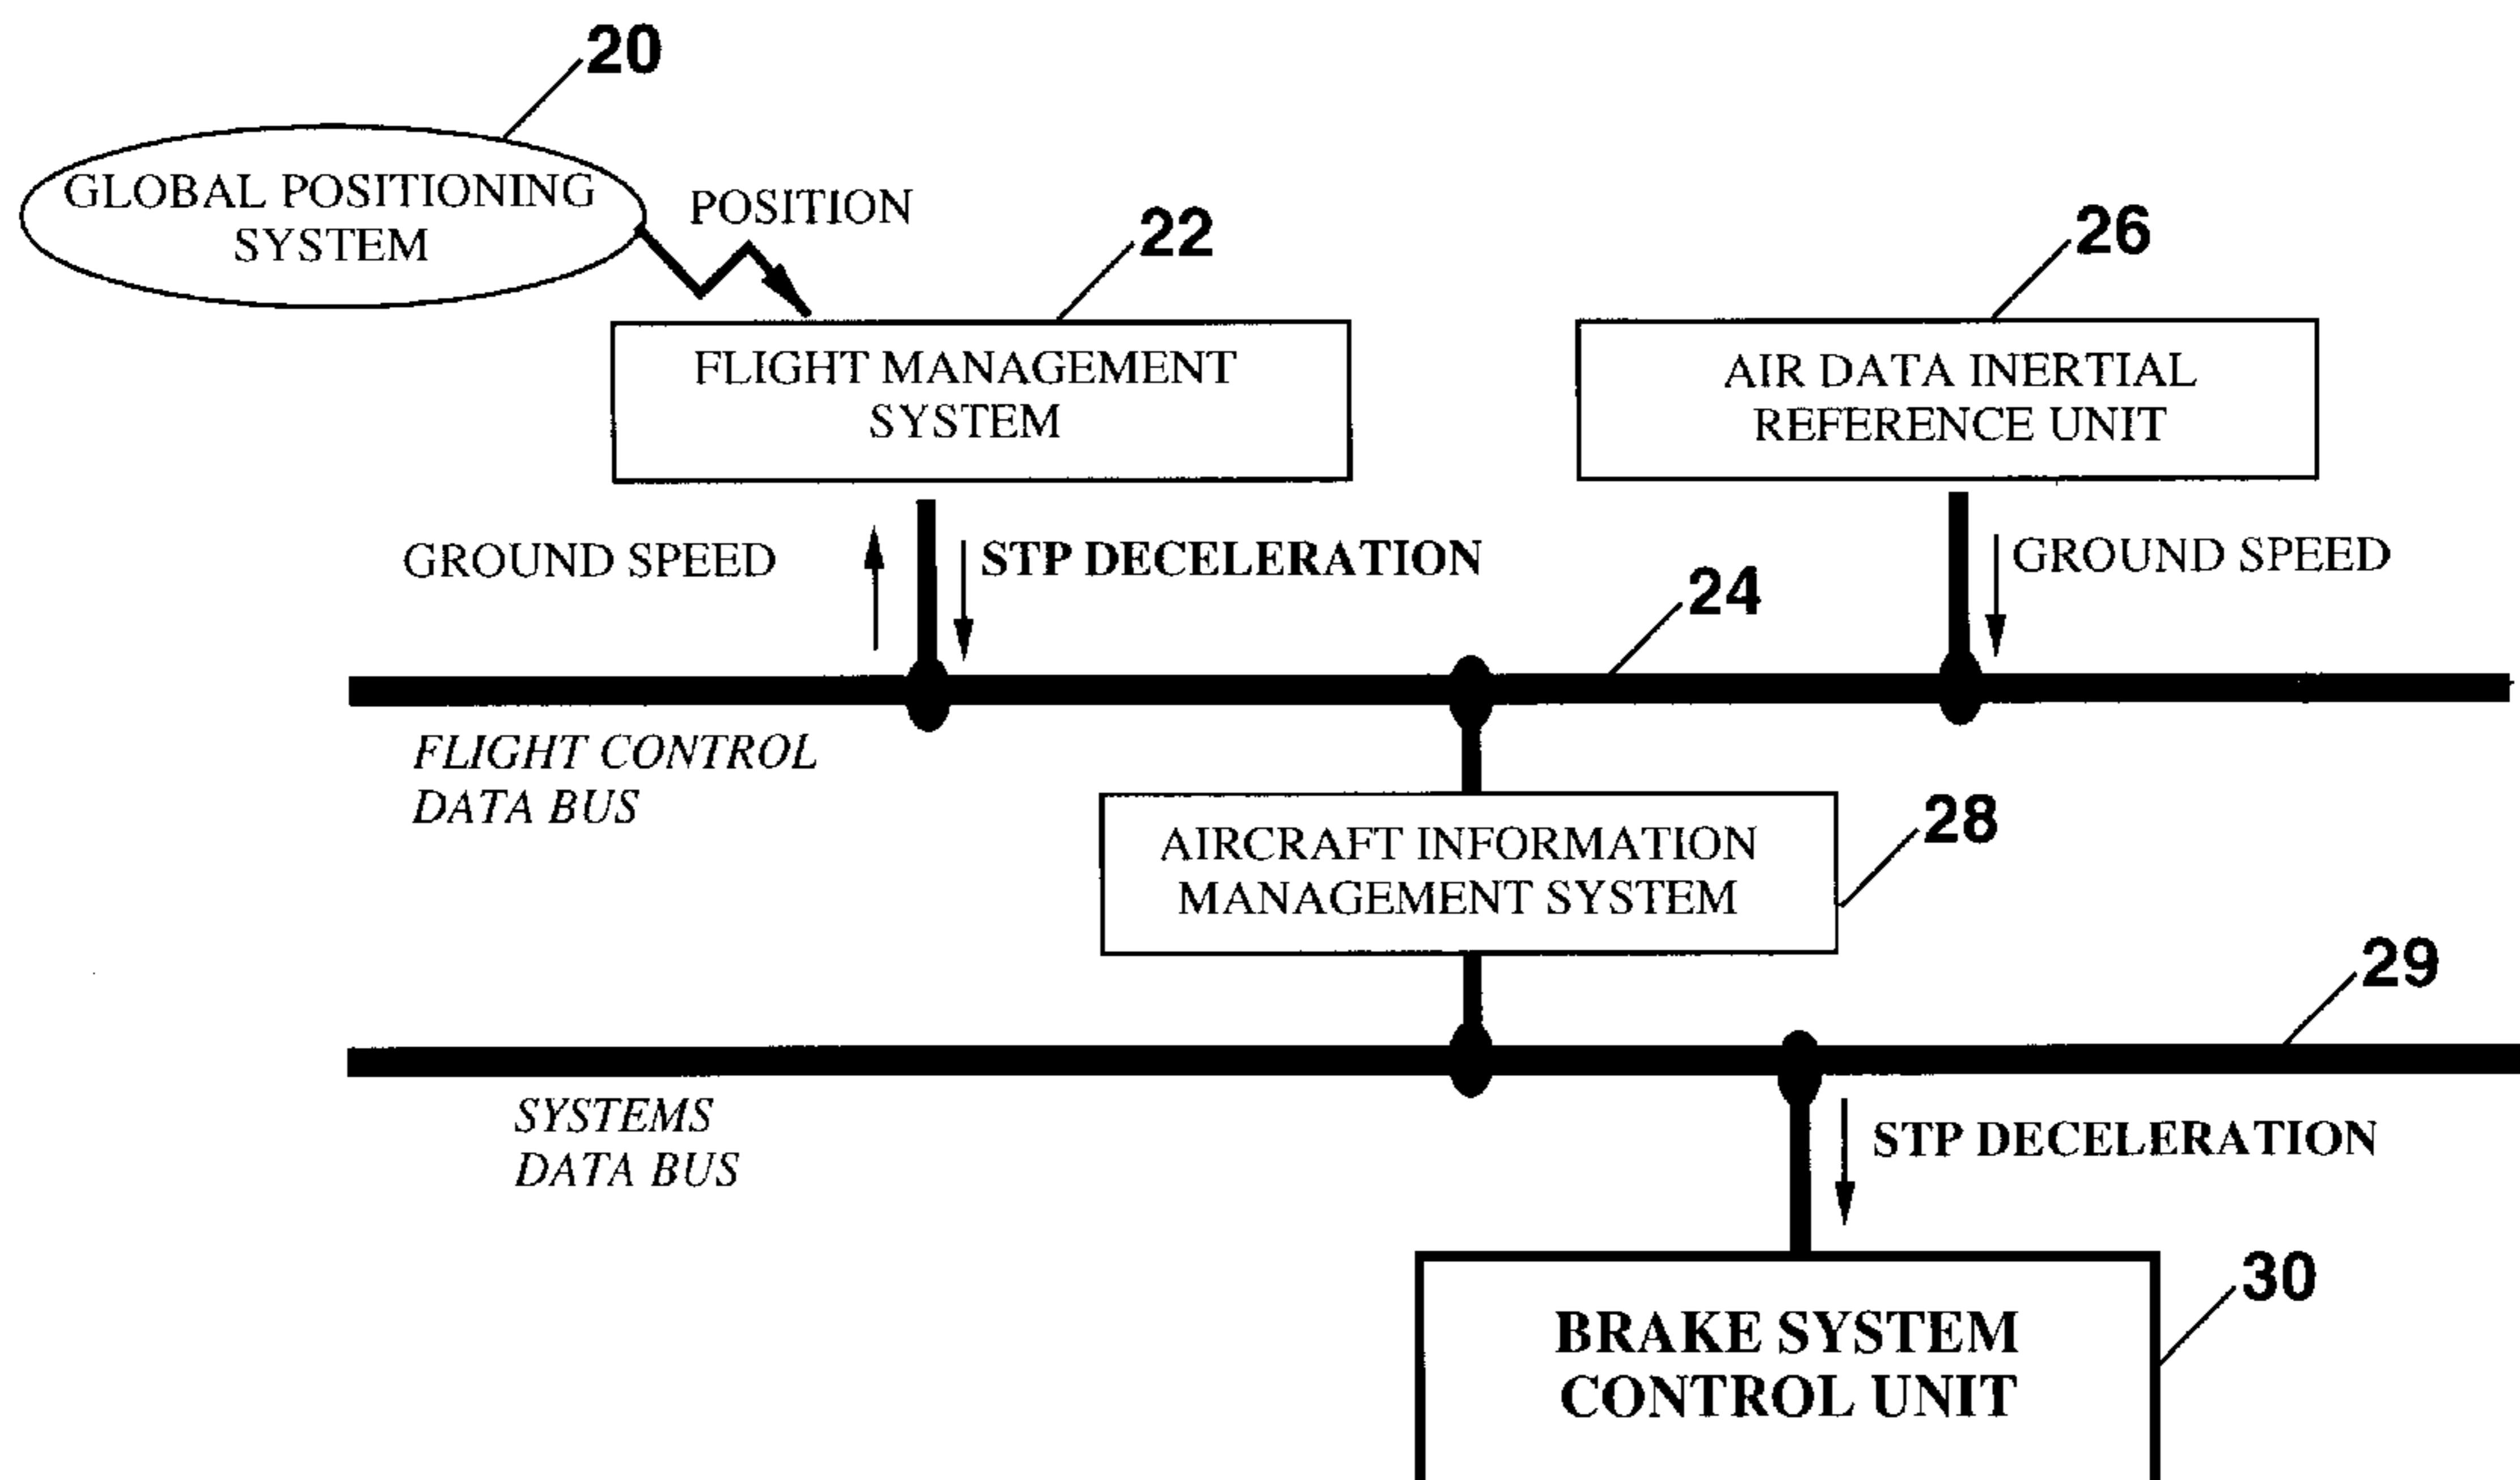 20
GLOBAL POSITIONING
SYSTEM
POSITION
22
26
FLIGHT MANAGEMENT
SYSTEM
AIR DATA INERTIAL
REFERENCE UNIT
GROUND SPEED
STP DECELERATION
GROUND SPEED
24
FLIGHT CONTROL
DATA BUS
AIRCRAFT INFORMATION
MANAGEMENT SYSTEM
28
29
SYSTEMS
DATA BUS
STP DECELERATION
30
BRAKE SYSTEM
CONTROL UNIT